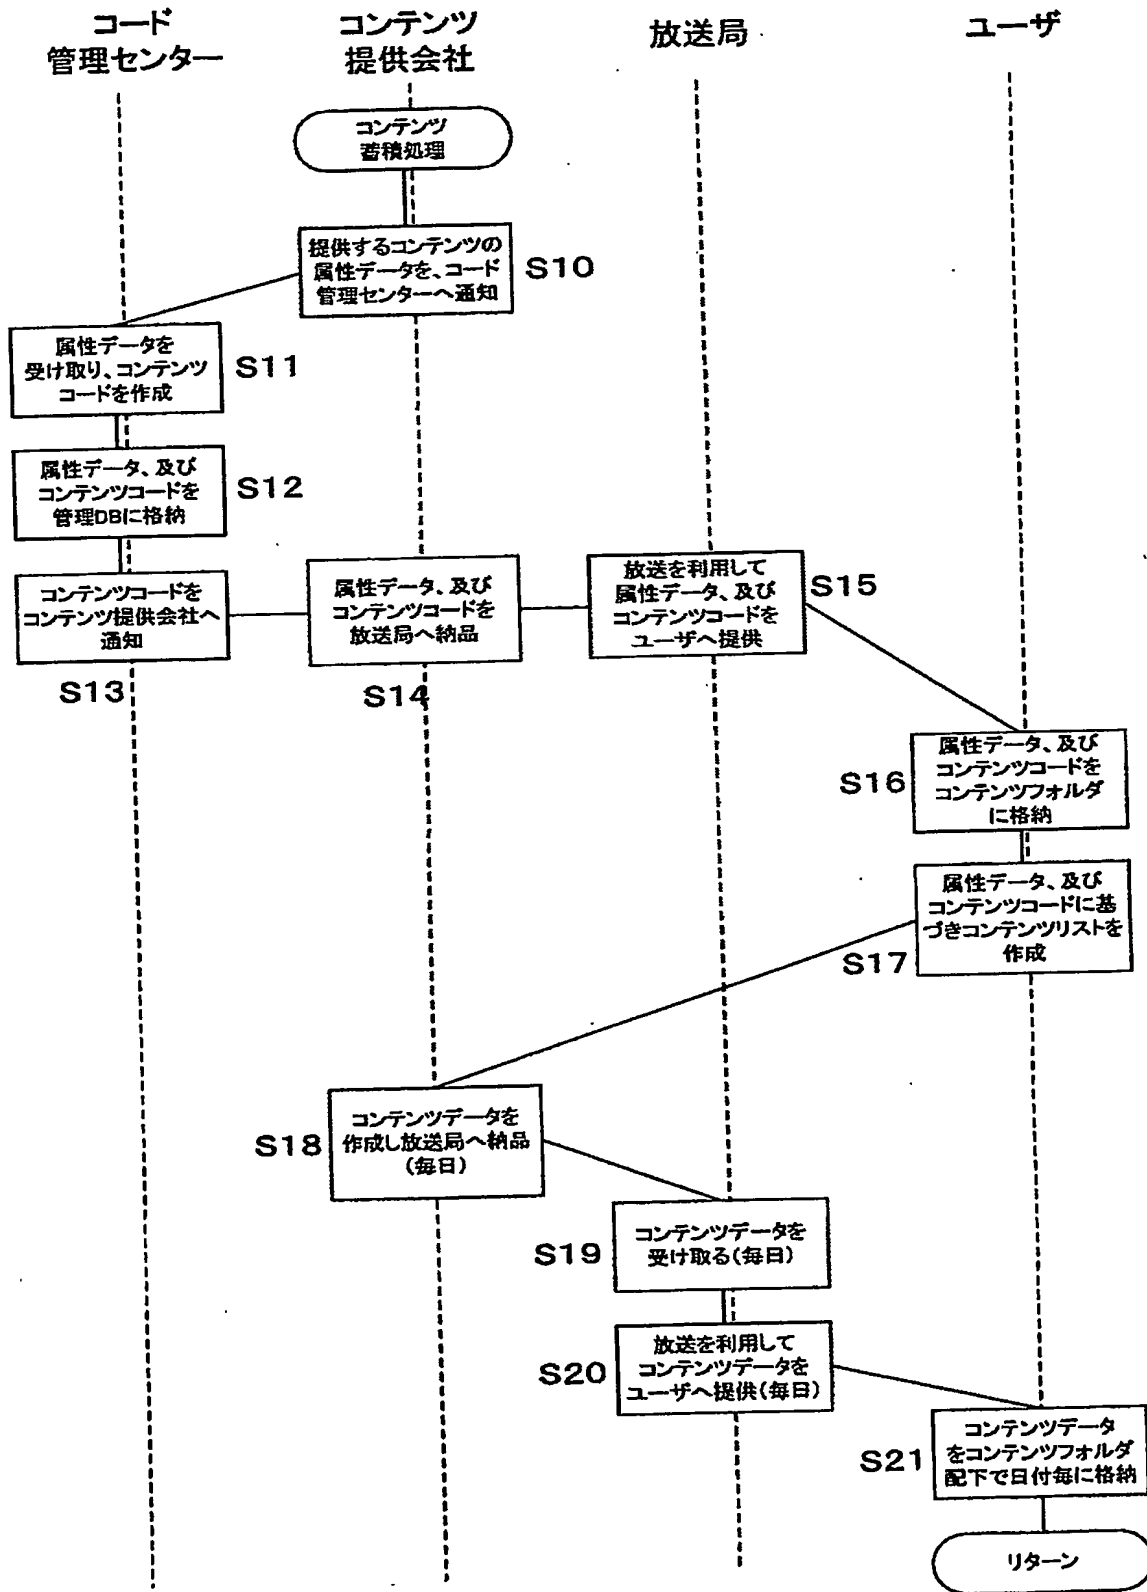 コード
管理センター
コンテンツ
提供会社
放送局
ユーザ
コンテンツ
蓄積処理
提供するコンテンツの
属性データを、コード
管理センターへ通知
S10
属性データを
受け取り、コンテンツ
コードを作成
S11
属性データ、及び
コンテンツコードを
管理DBに格納
S12
コンテンツコードを
コンテンツ提供会社へ
通知
S13
属性データ、及び
コンテンツコードを
放送局へ納品
S14
放送を利用して
属性データ、及び
コンテンツコードを
ユーザへ提供
S15
属性データ、及び
コンテンツコードを
コンテンツフォルダ
に格納
S16
属性データ、及び
コンテンツコードに基
づきコンテンツリストを
作成
S17
コンテンツデータを
作成し放送局へ納品
(毎日)
S18
コンテンツデータを
受け取る(毎日)
S19
放送を利用して
コンテンツデータを
ユーザへ提供(毎日)
S20
コンテンツデータ
をコンテンツフォルダ
配下で日付毎に格納
S21
リターン